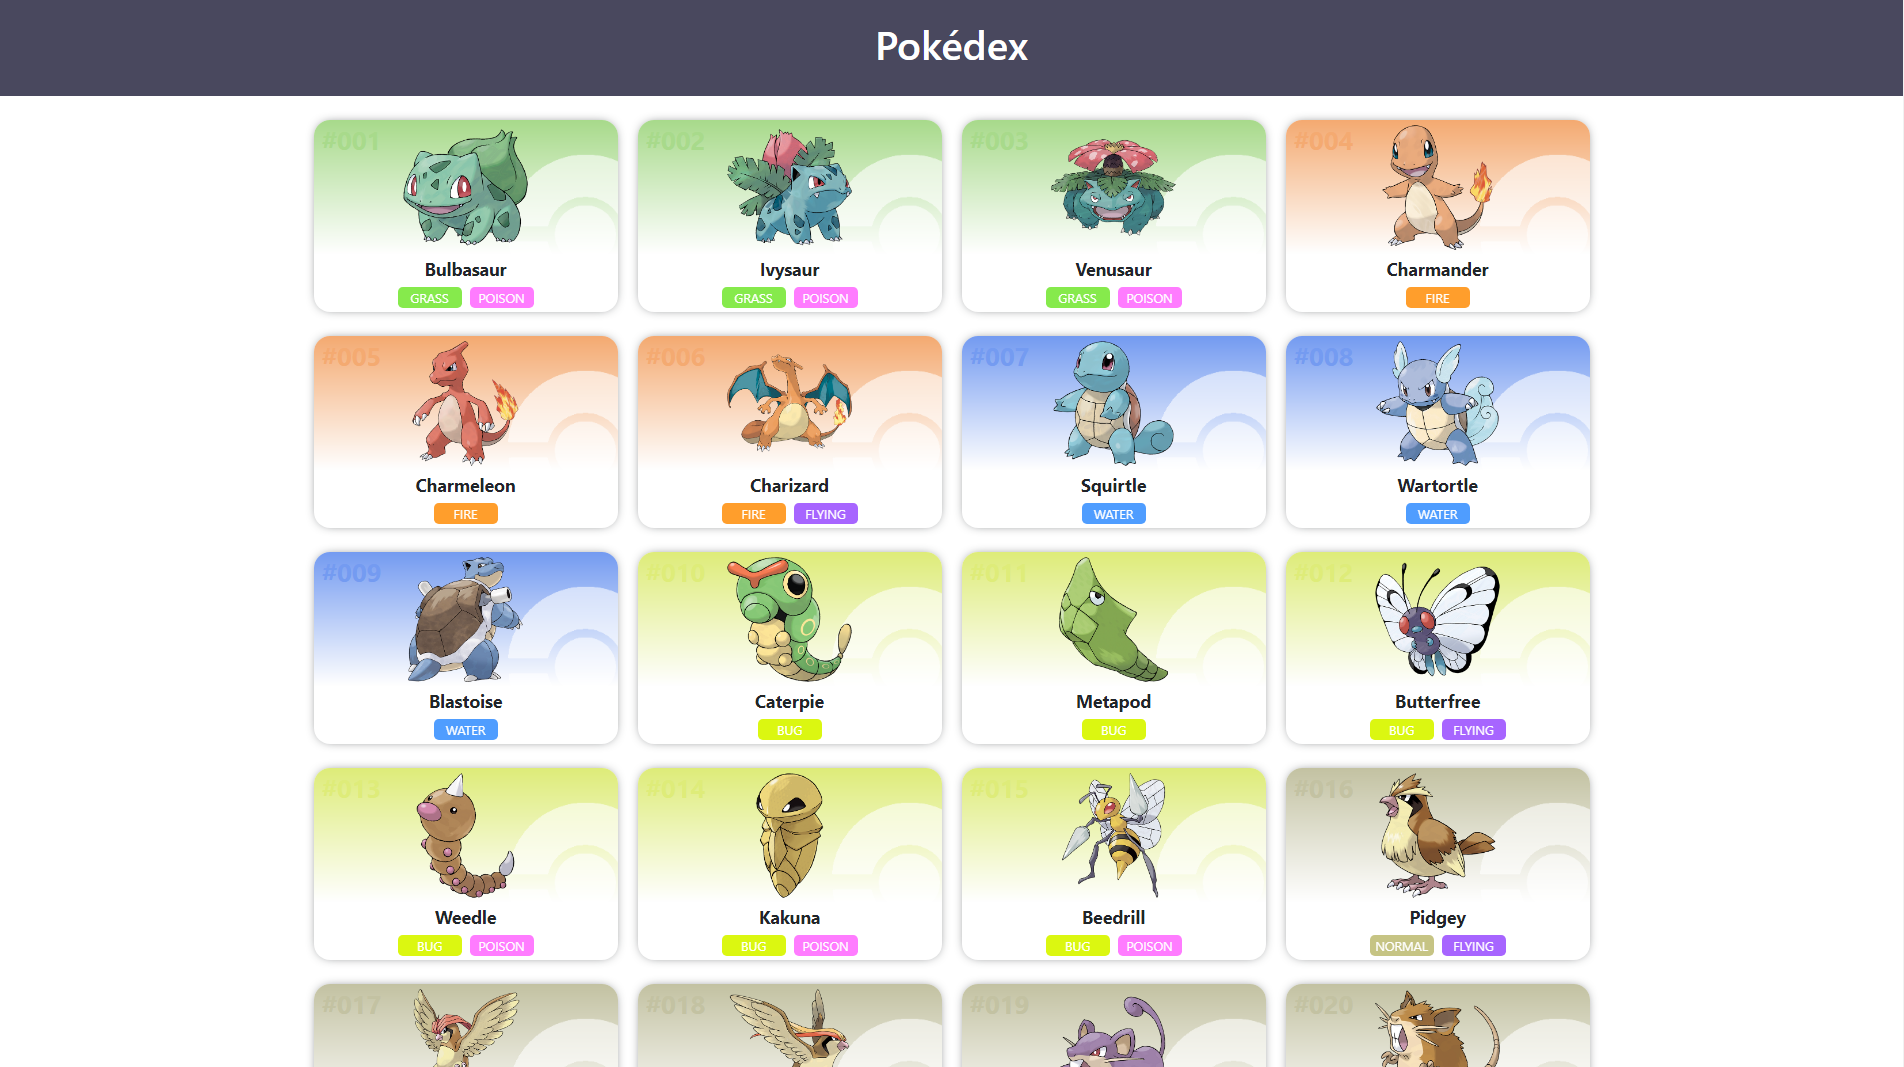 Pokédex
#001
Bulbasaur
GRASS POISON
#002
Ivysaur
GRASS POISON
#003
Venusaur
GRASS POISON
#004
Charmander
FIRE
#005
Charmeleon
FIRE
#006
Charizard
FIRE FLYING
#007
Squirtle
WATER
#008
Wartortle
WATER
#009
Blastoise
WATER
#010
Caterpie
BUG
#011
Metapod
BUG
#012
Butterfree
BUG FLYING
#013
Weedle
BUG POISON
#014
Kakuna
BUG POISON
#015
Beedrill
BUG POISON
#016
Pidgey
NORMAL FLYING
#017
#018
#019
#020